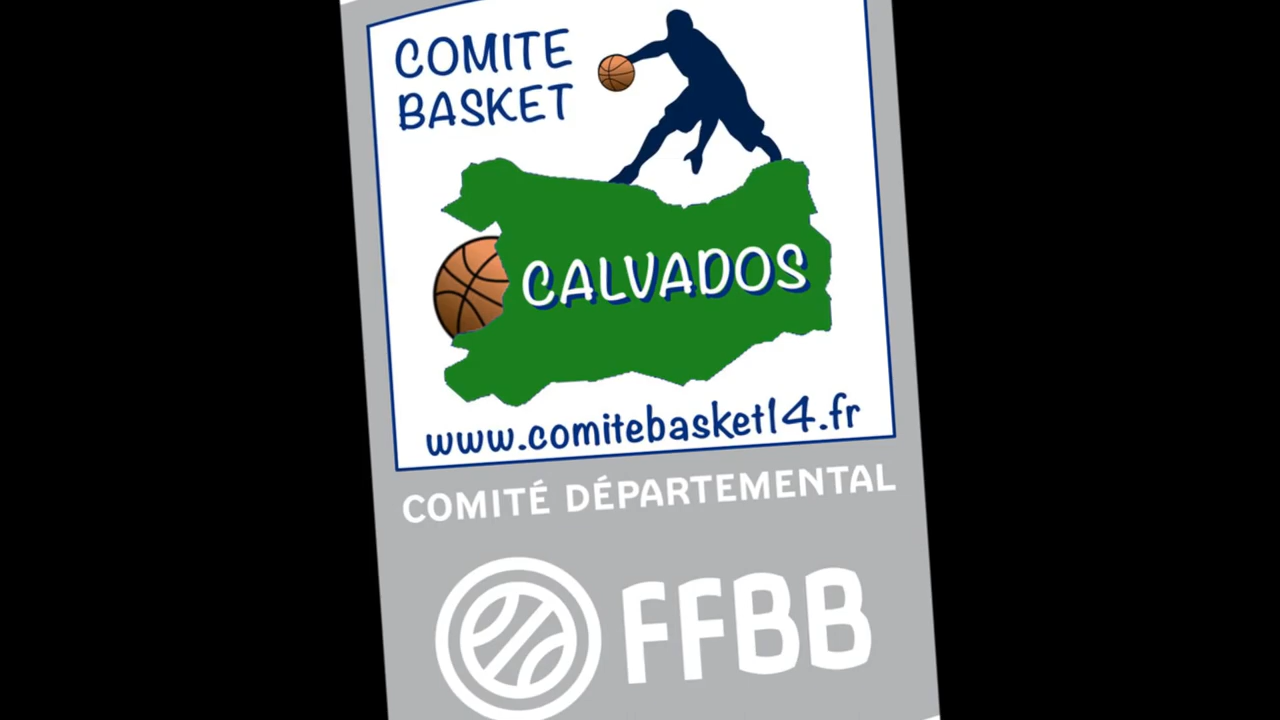 COMITE
BASKET
CALVADOS
www.comitebasket14.fr
COMITÉ DÉPARTEMENTAL
FFBB